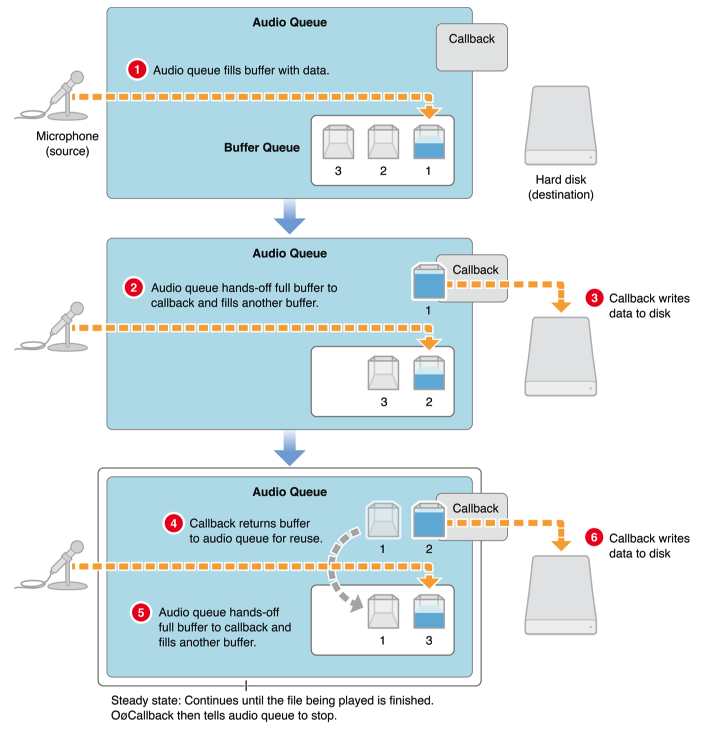 Audio Queue
Callback
1 Audio queue fills buffer with data.
Microphone
(source)
Buffer Queue
3 2 1
Hard disk
(destination)
Audio Queue
Callback
2 Audio queue hands-off full buffer to
callback and fills another buffer.
1
3 Callback writes
data to disk
3 2
Audio Queue
Callback
4 Callback returns buffer
to audio queue for reuse.
1 2
6 Callback writes
data to disk
5 Audio queue hands-off
full buffer to callback and
fills another buffer.
1 3
Steady state: Continues until the file being played is finished.
OøCallback then tells audio queue to stop.